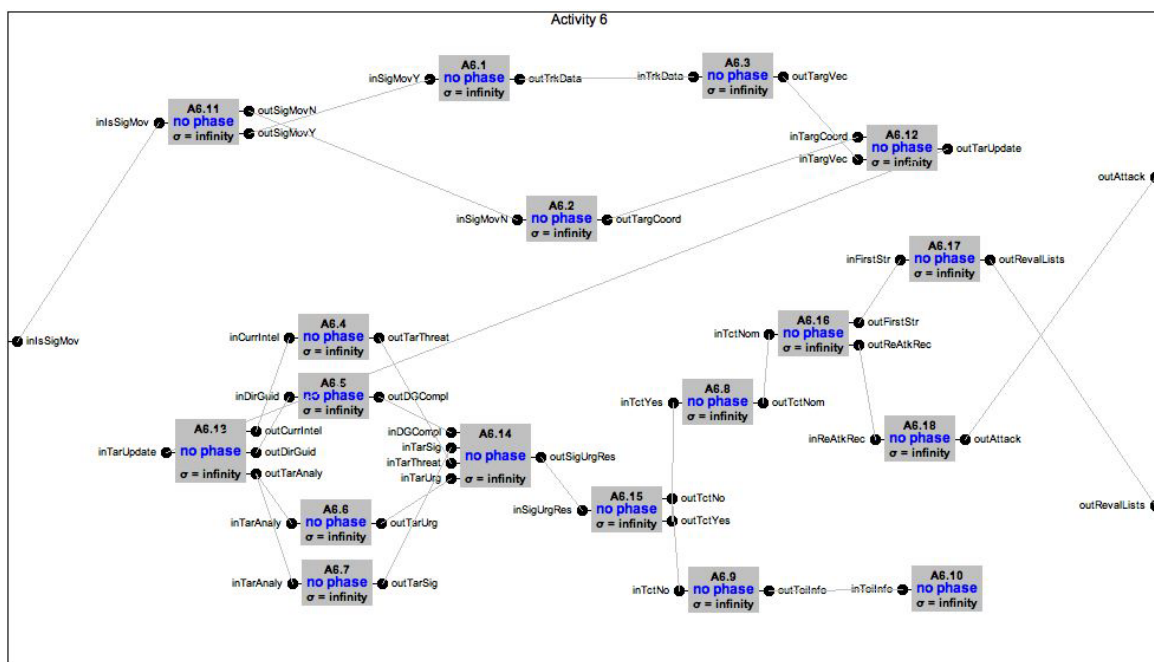 Activity 6
A6.1
inSigMovY
no phase
outTrkData
σ = infinity
A6.3
inTrkData
no phase
outTargVec
σ = infinity
A6.11
outSigMovN
inIsSigMov
no phase
outSigMovY
σ = infinity
A6.12
inTargCoord
no phase
outTarUpdate
inTargVec
σ = infinity
A6.2
inSigMovN
no phase
outTargCoord
σ = infinity
outAttack
A6.17
inFirstStr
no phase
outRevalLists
σ = infinity
inIsSigMov
A6.4
inCurrIntel
no phase
outTarThreat
σ = infinity
A6.16
inTctNom
no phase
outFirstStr
outReAtkRec
σ = infinity
A6.5
inDirGuid
no phase
outDGCompl
σ = infinity
A6.8
inTctYes
no phase
outTctNom
σ = infinity
A6.13
outCurrIntel
inTarUpdate
no phase
outDirGuid
outTarAnaly
σ = infinity
A6.14
inDGCompl
inTarSig
no phase
outSigUrgRes
inTarThreat
inTarUrg
σ = infinity
A6.18
inReAtkRec
no phase
outAttack
σ = infinity
A6.15
outTctNo
inSigUrgRes
no phase
outTctYes
σ = infinity
outRevalLists
A6.6
inTarAnaly
no phase
outTarUrg
σ = infinity
A6.7
inTarAnaly
no phase
outTarSig
σ = infinity
A6.9
inTctNo
no phase
outToiInfo
σ = infinity
A6.10
inToiInfo
no phase
σ = infinity